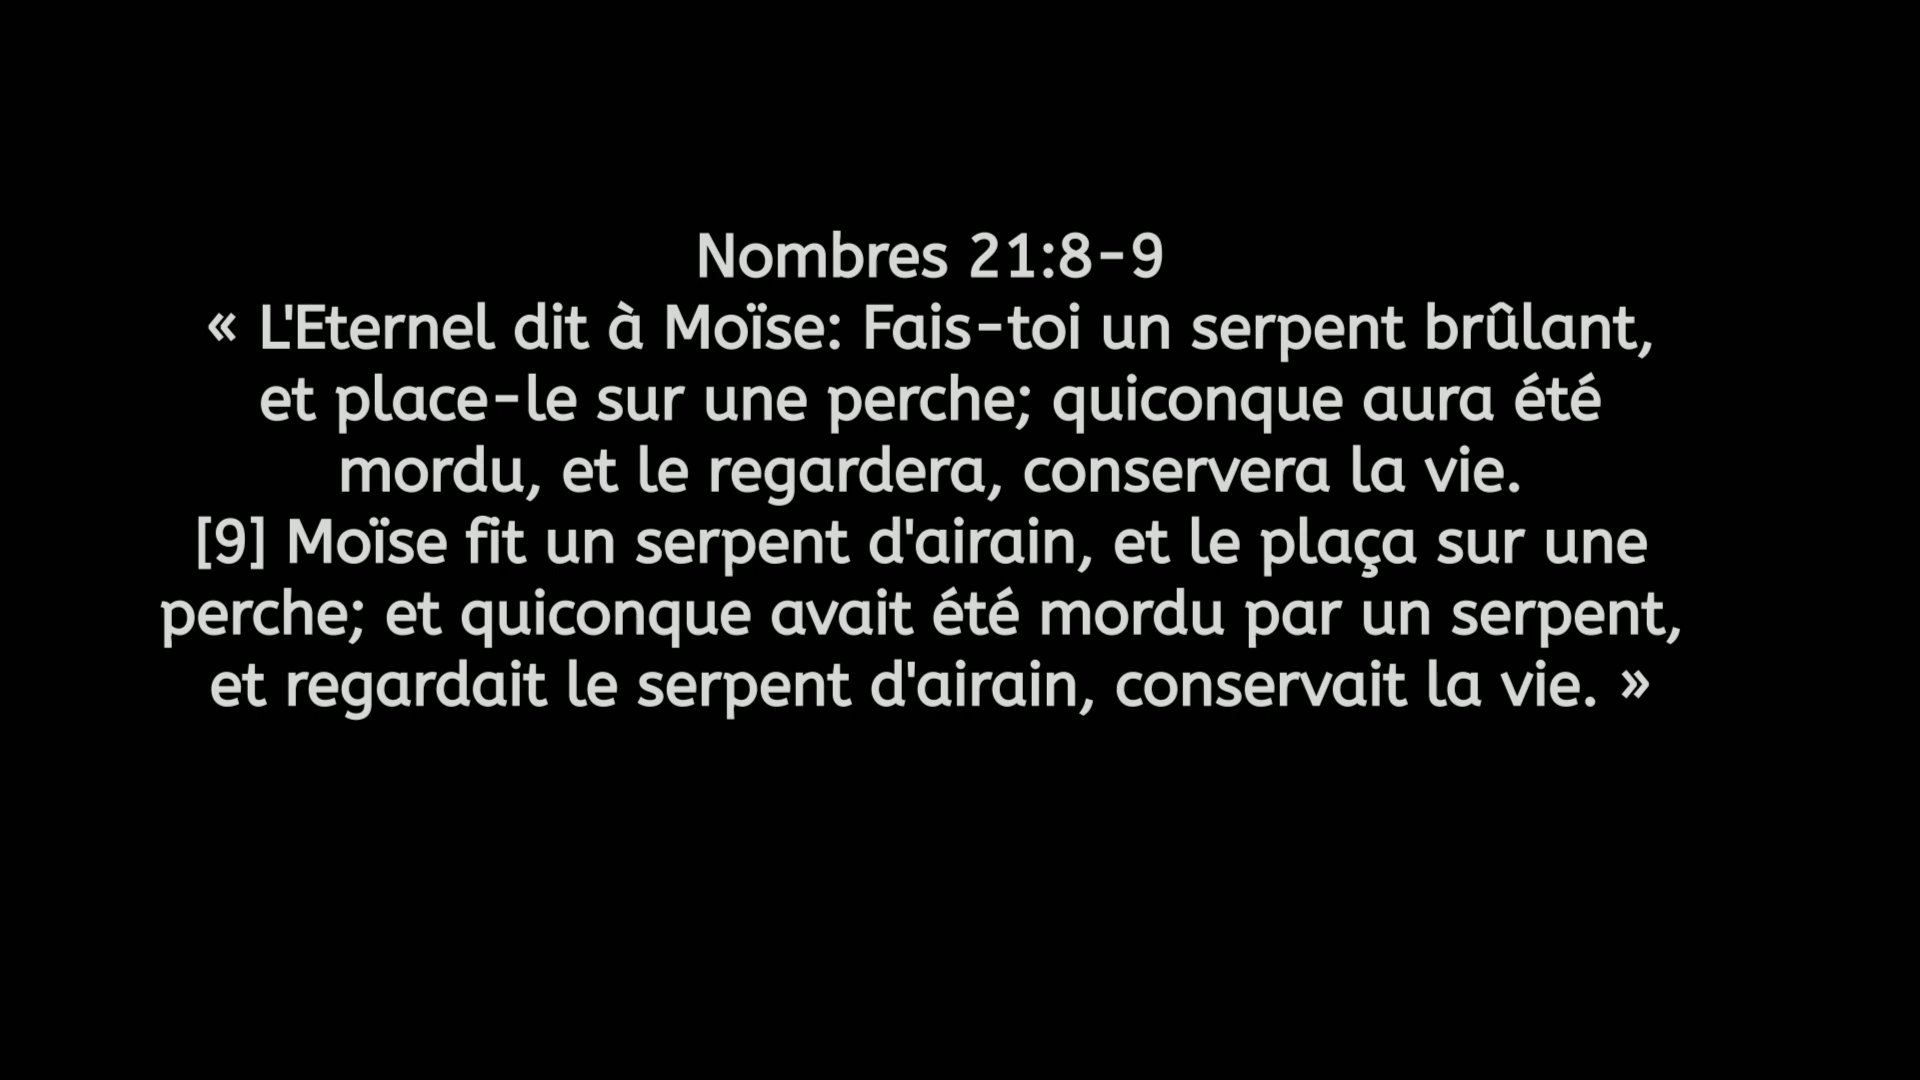 Nombres 21:8-9
« L'Eternel dit à Moïse: Fais-toi un serpent brûlant,
et place-le sur une perche; quiconque aura été
mordu, et le regardera, conservera la vie.
[9] Moïse fit un serpent d'airain, et le plaça sur une
perche; et quiconque avait été mordu par un serpent,
et regardait le serpent d'airain, conservait la vie. »